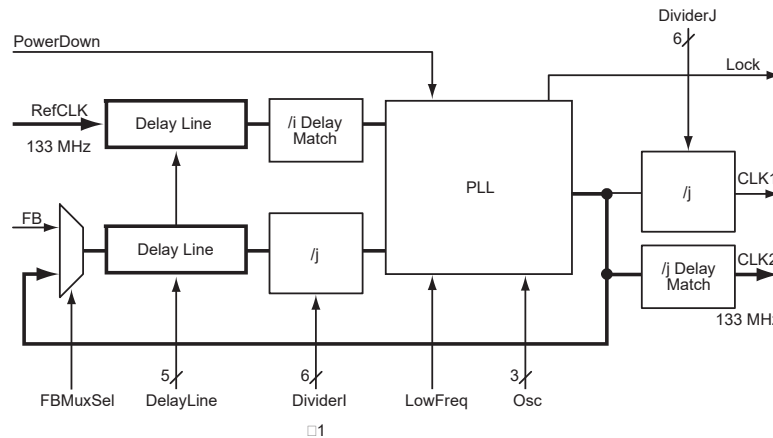 DividerJ
6
PowerDown
Lock
RefCLK
133 MHz
Delay Line
/i Delay
Match
PLL
/j
CLK1
FB
Delay Line
/j
/j Delay
Match
CLK2
133 MHz
5
6
3
FBMuxSel
DelayLine
DividerI
LowFreq
Osc
□1